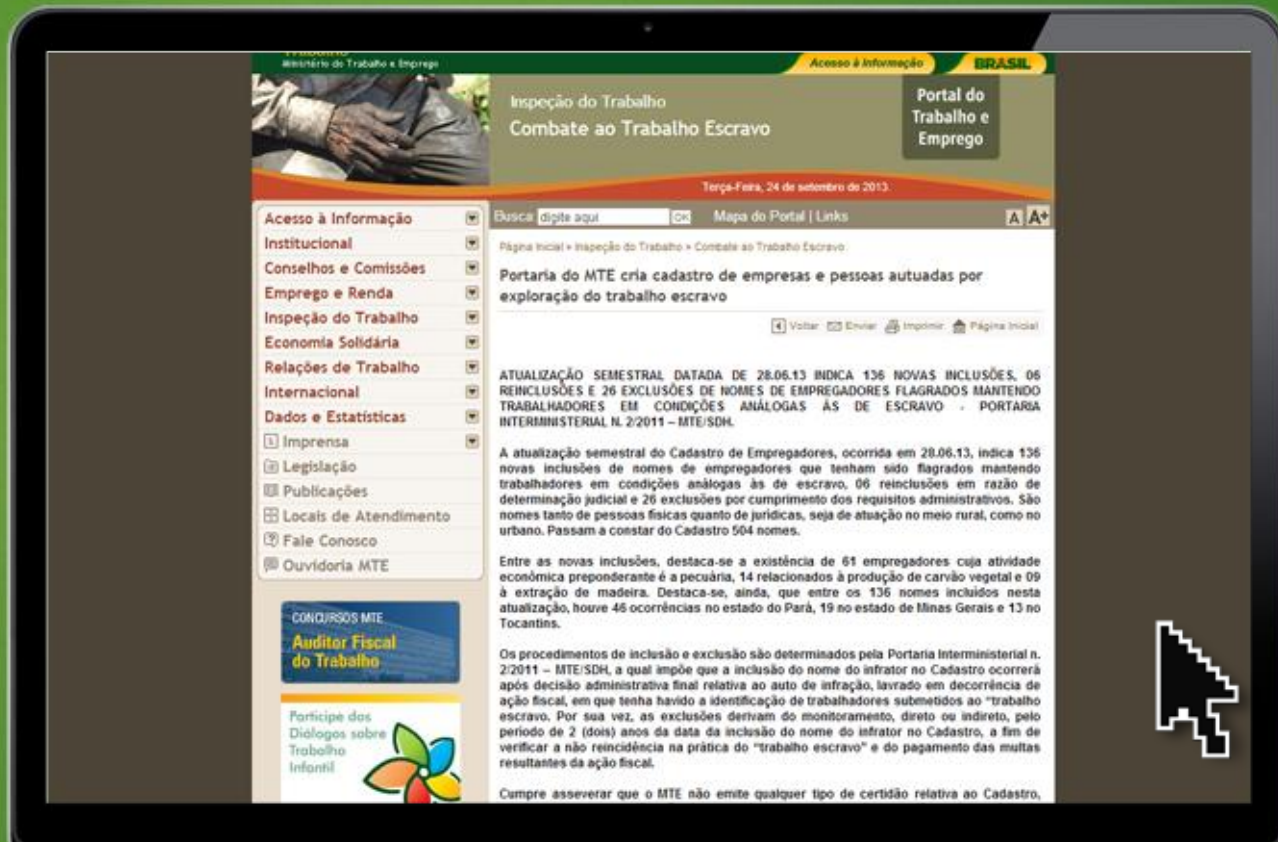 Ministério do Trabalho e Emprego
Acesso à Informação
BRASIL
Inspeção do Trabalho
Combate ao Trabalho Escravo
Portal do
Trabalho e
Emprego
Terça-Feira, 24 de setembro de 2013.
Acesso à Informação
Institucional
Conselhos e Comissões
Emprego e Renda
Inspeção do Trabalho
Economia Solidária
Relações de Trabalho
Internacional
Dados e Estatísticas
Imprensa
Legislação
Publicações
Locais de Atendimento
Fale Conosco
Ouvidoria MTE
CONCURSOS MTE
Auditor Fiscal
do Trabalho
Participe dos
Diálogos sobre
Trabalho
Infantil
Busca digite aqui OK Mapa do Portal | Links A A+
Página Inicial » Inspeção do Trabalho » Combate ao Trabalho Escravo
Portaria do MTE cria cadastro de empresas e pessoas autuadas por
exploração do trabalho escravo
Voltar Enviar Imprimir Página Inicial
ATUALIZAÇÃO SEMESTRAL DATADA DE 28.06.13 INDICA 136 NOVAS INCLUSÕES, 06
REINCLUSÕES E 26 EXCLUSÕES DE NOMES DE EMPREGADORES FLAGRADOS MANTENDO
TRABALHADORES EM CONDIÇÕES ANÁLOGAS ÀS DE ESCRAVO - PORTARIA
INTERMINISTERIAL N. 2/2011 – MTE/SDH.
A atualização semestral do Cadastro de Empregadores, ocorrida em 28.06.13, indica 136
novas inclusões de nomes de empregadores que tenham sido flagrados mantendo
trabalhadores em condições análogas às de escravo, 06 reinclusões em razão de
determinação judicial e 26 exclusões por cumprimento dos requisitos administrativos. São
nomes tanto de pessoas físicas quanto de jurídicas, seja de atuação no meio rural, como no
urbano. Passam a constar do Cadastro 504 nomes.
Entre as novas inclusões, destaca-se a existência de 61 empregadores cuja atividade
econômica preponderante é a pecuária, 14 relacionados à produção de carvão vegetal e 09
à extração de madeira. Destaca-se, ainda, que entre os 136 nomes incluídos nesta
atualização, houve 46 ocorrências no estado do Pará, 19 no estado de Minas Gerais e 13 no
Tocantins.
Os procedimentos de inclusão e exclusão são determinados pela Portaria Interministerial n.
2/2011 – MTE/SDH, a qual impõe que a inclusão do nome do infrator no Cadastro ocorrerá
após decisão administrativa final relativa ao auto de infração, lavrado em decorrência de
ação fiscal, em que tenha havido a identificação de trabalhadores submetidos ao “trabalho
escravo. Por sua vez, as exclusões derivam do monitoramento, direto ou indireto, pelo
período de 2 (dois) anos da data da inclusão do nome do infrator no Cadastro, a fim de
verificar a não reincidência na prática do “trabalho escravo” e do pagamento das multas
resultantes da ação fiscal.
Cumpre asseverar que o MTE não emite qualquer tipo de certidão relativa ao Cadastro,